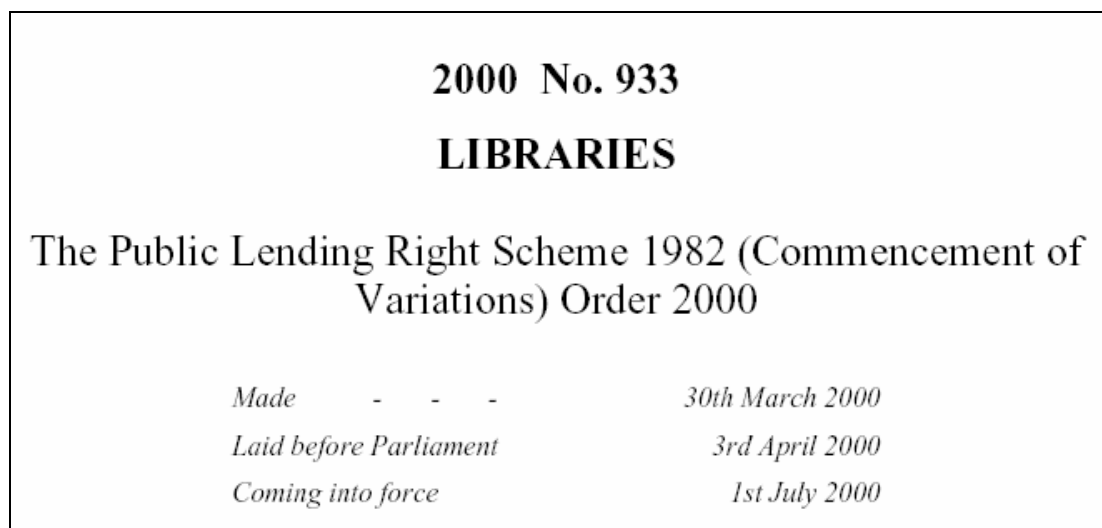 2000 No. 933
LIBRARIES
The Public Lending Right Scheme 1982 (Commencement of
Variations) Order 2000
Made - - - 30th March 2000
Laid before Parliament 3rd April 2000
Coming into force 1st July 2000